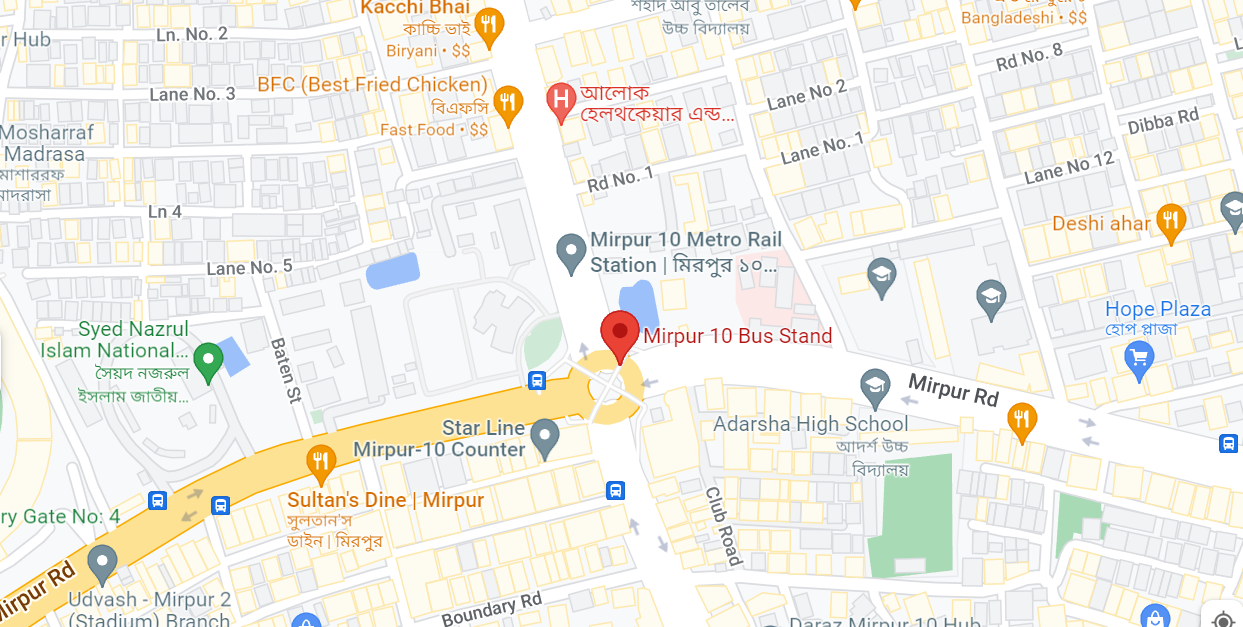 Kacchi Bhai
কাচ্চি ভাই
Biryani • $$
শহীদ আবু তালেব
উচ্চ বিদ্যালয়
Bangladeshi • $$
r Hub
Ln. No. 2
Rd No. 8
BFC (Best Fried Chicken)
বিএফসি
Fast Food • $$
Lane No. 3
আলোক
হেলথকেয়ার এন্ড...
Lane No 2
Dibba Rd
Mosharraf
Madrasa
মোশাররফ
মাদরাসা
Lane No. 1
Lane No 12
Rd No. 1
Ln 4
Deshi ahar
Mirpur 10 Metro Rail
Station | মিরপুর ১০...
Lane No. 5
Hope Plaza
হোপ প্লাজা
Syed Nazrul
Islam National...
সৈয়দ নজরুল
ইসলাম জাতীয়...
Mirpur 10 Bus Stand
Baten St
Mirpur Rd
Star Line
Mirpur-10 Counter
Adarsha High School
আদর্শ উচ্চ
বিদ্যালয়
Sultan's Dine | Mirpur
সুলতান'স
ডাইন | মিরপুর
Club Road
ry Gate No: 4
Mirpur Rd
Udvash - Mirpur 2
(Stadium) Branch
Boundary Rd
Daraz Mirpur 10 Hub